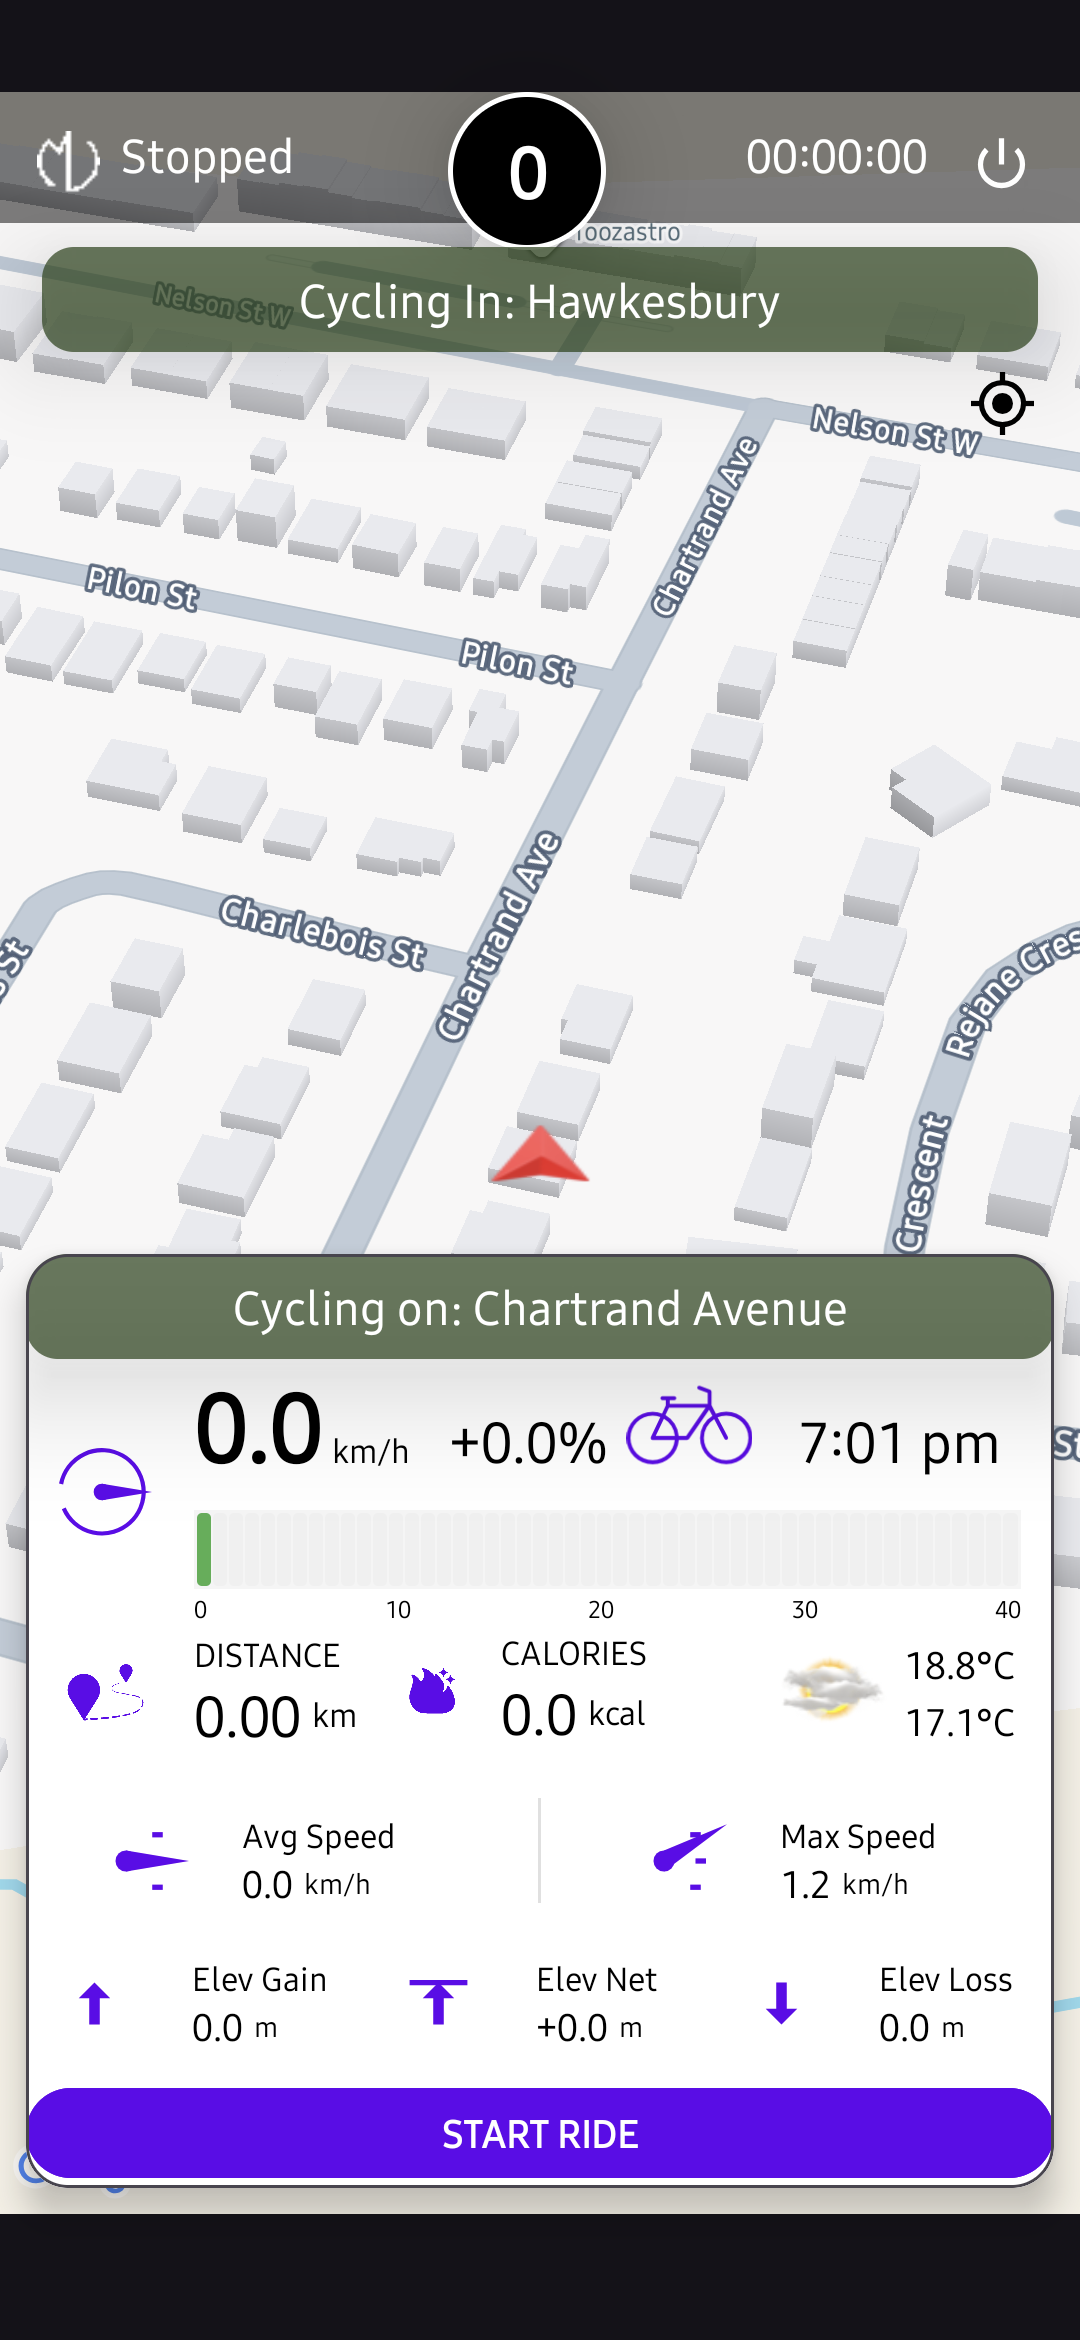 Stopped
0
00:00:00
Toozastro
Nelson St W
Cycling In: Hawkesbury
Nelson St W
Chartrand Ave
Pilon St
Pilon St
Chartrand Ave
Charlebois St
St
Rejane Cres
Crescent
Cycling on: Chartrand Avenue
0.0 km/h +0.0% 7:01 pm
St
0 10 20 30 40
DISTANCE
0.00 km
CALORIES
0.0 kcal
18.8°C
17.1°C
Avg Speed
0.0 km/h
Max Speed
1.2 km/h
Elev Gain
0.0 m
Elev Net
+0.0 m
Elev Loss
0.0 m
START RIDE